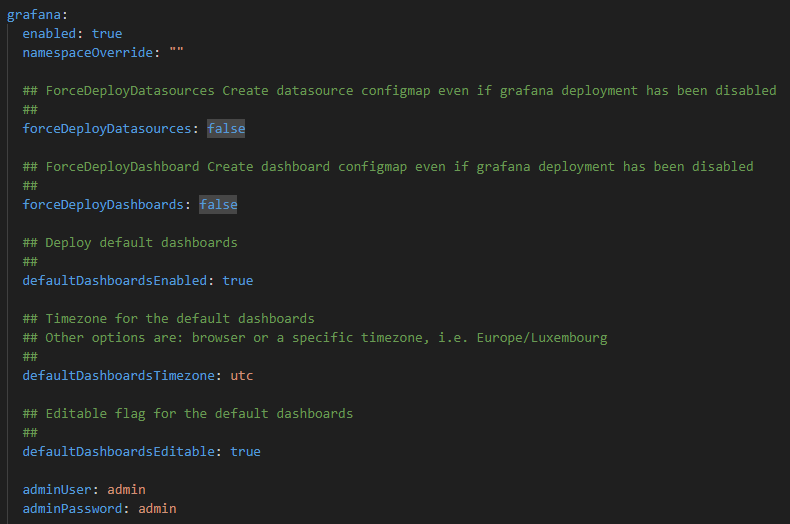 grafana:
enabled: true
namespaceOverride: ""
## ForceDeployDatasources Create datasource configmap even if grafana deployment has been disabled
##
forceDeployDatasources: false
## ForceDeployDashboard Create dashboard configmap even if grafana deployment has been disabled
##
forceDeployDashboards: false
## Deploy default dashboards
##
defaultDashboardsEnabled: true
## Timezone for the default dashboards
## Other options are: browser or a specific timezone, i.e. Europe/Luxembourg
##
defaultDashboardsTimezone: utc
## Editable flag for the default dashboards
##
defaultDashboardsEditable: true
adminUser: admin
adminPassword: admin